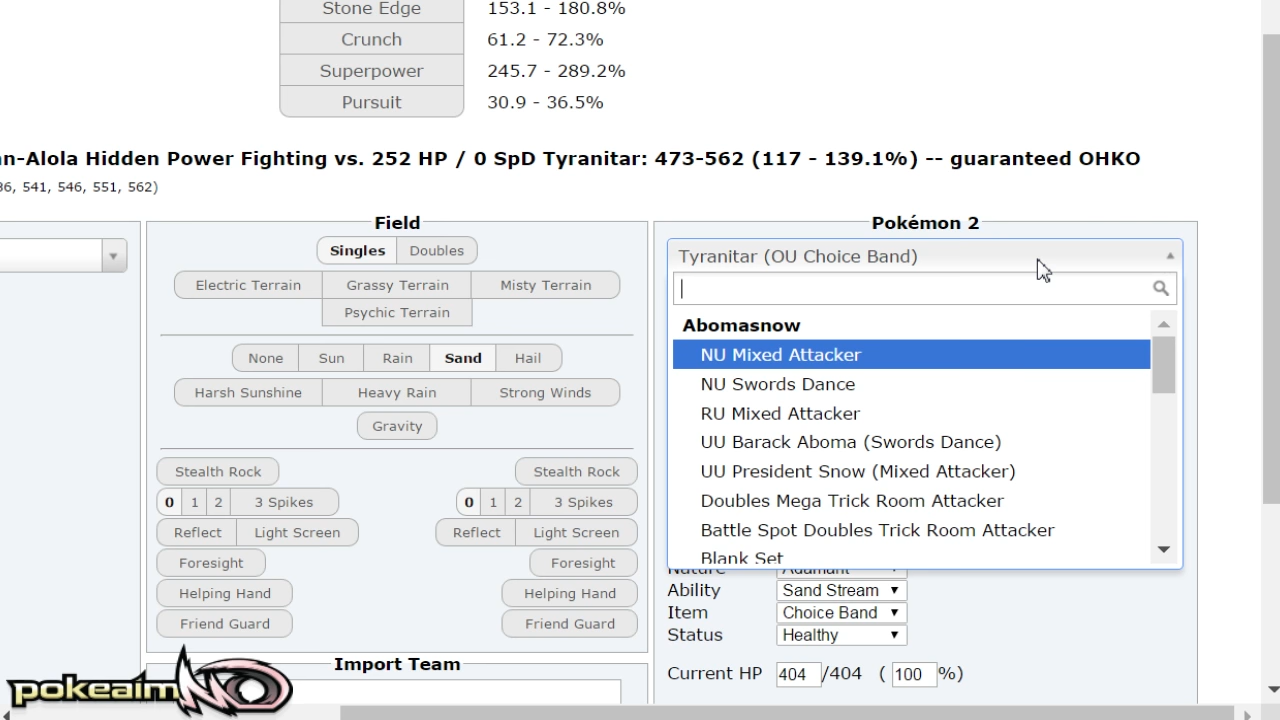 Stone Edge 153.1 - 180.8%
Crunch 61.2 - 72.3%
Superpower 245.7 - 289.2%
Pursuit 30.9 - 36.5%
an-Alola Hidden Power Fighting vs. 252 HP / 0 SpD Tyranitar: 473-562 (117 - 139.1%) -- guaranteed OHKO
36, 541, 546, 551, 562)
Field
Singles Doubles
Electric Terrain Grassy Terrain Misty Terrain
Psychic Terrain
None Sun Rain Sand Hail
Harsh Sunshine Heavy Rain Strong Winds
Gravity
Stealth Rock Stealth Rock
0 1 2 3 Spikes 0 1 2 3 Spikes
Reflect Light Screen Reflect Light Screen
Foresight Foresight
Helping Hand Helping Hand
Friend Guard Friend Guard
Import Team
Pokémon 2
Tyranitar (OU Choice Band)
Abomasnow
NU Mixed Attacker
NU Swords Dance
RU Mixed Attacker
UU Barack Aboma (Swords Dance)
UU President Snow (Mixed Attacker)
Doubles Mega Trick Room Attacker
Battle Spot Doubles Trick Room Attacker
Blank Set
Nature Adamant
Ability Sand Stream
Item Choice Band
Status Healthy
Current HP 404 /404 ( 100 %)
pokeaimMD